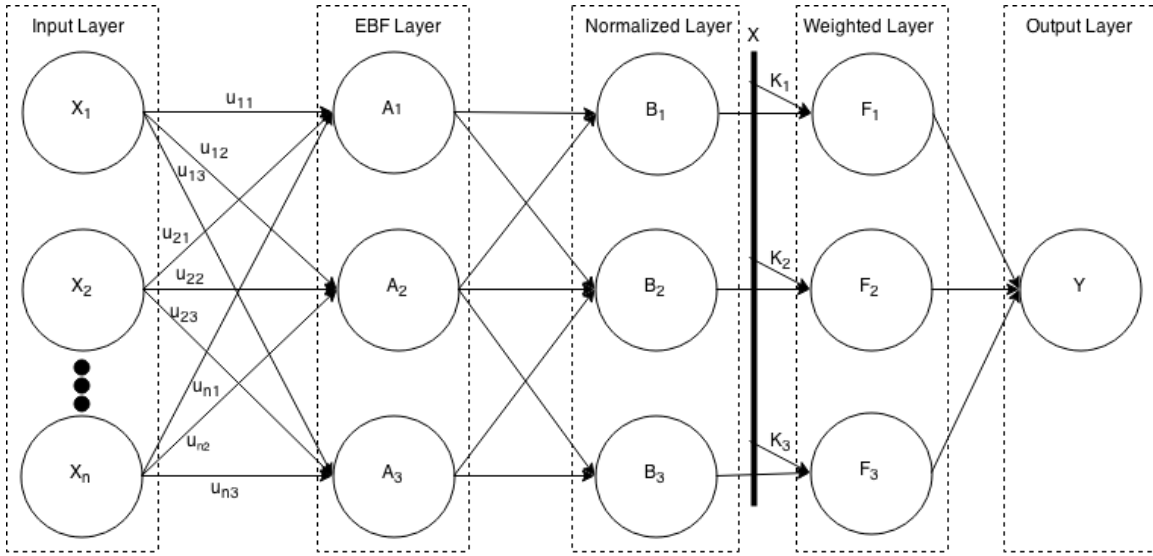 Input Layer
EBF Layer
Normalized Layer
X
Weighted Layer
Output Layer
X1
u11
A1
B1
K1
F1
u12
u13
u21
X2
u22
A2
B2
K2
F2
Y
u23
un1
un2
Xn
un3
A3
B3
K3
F3